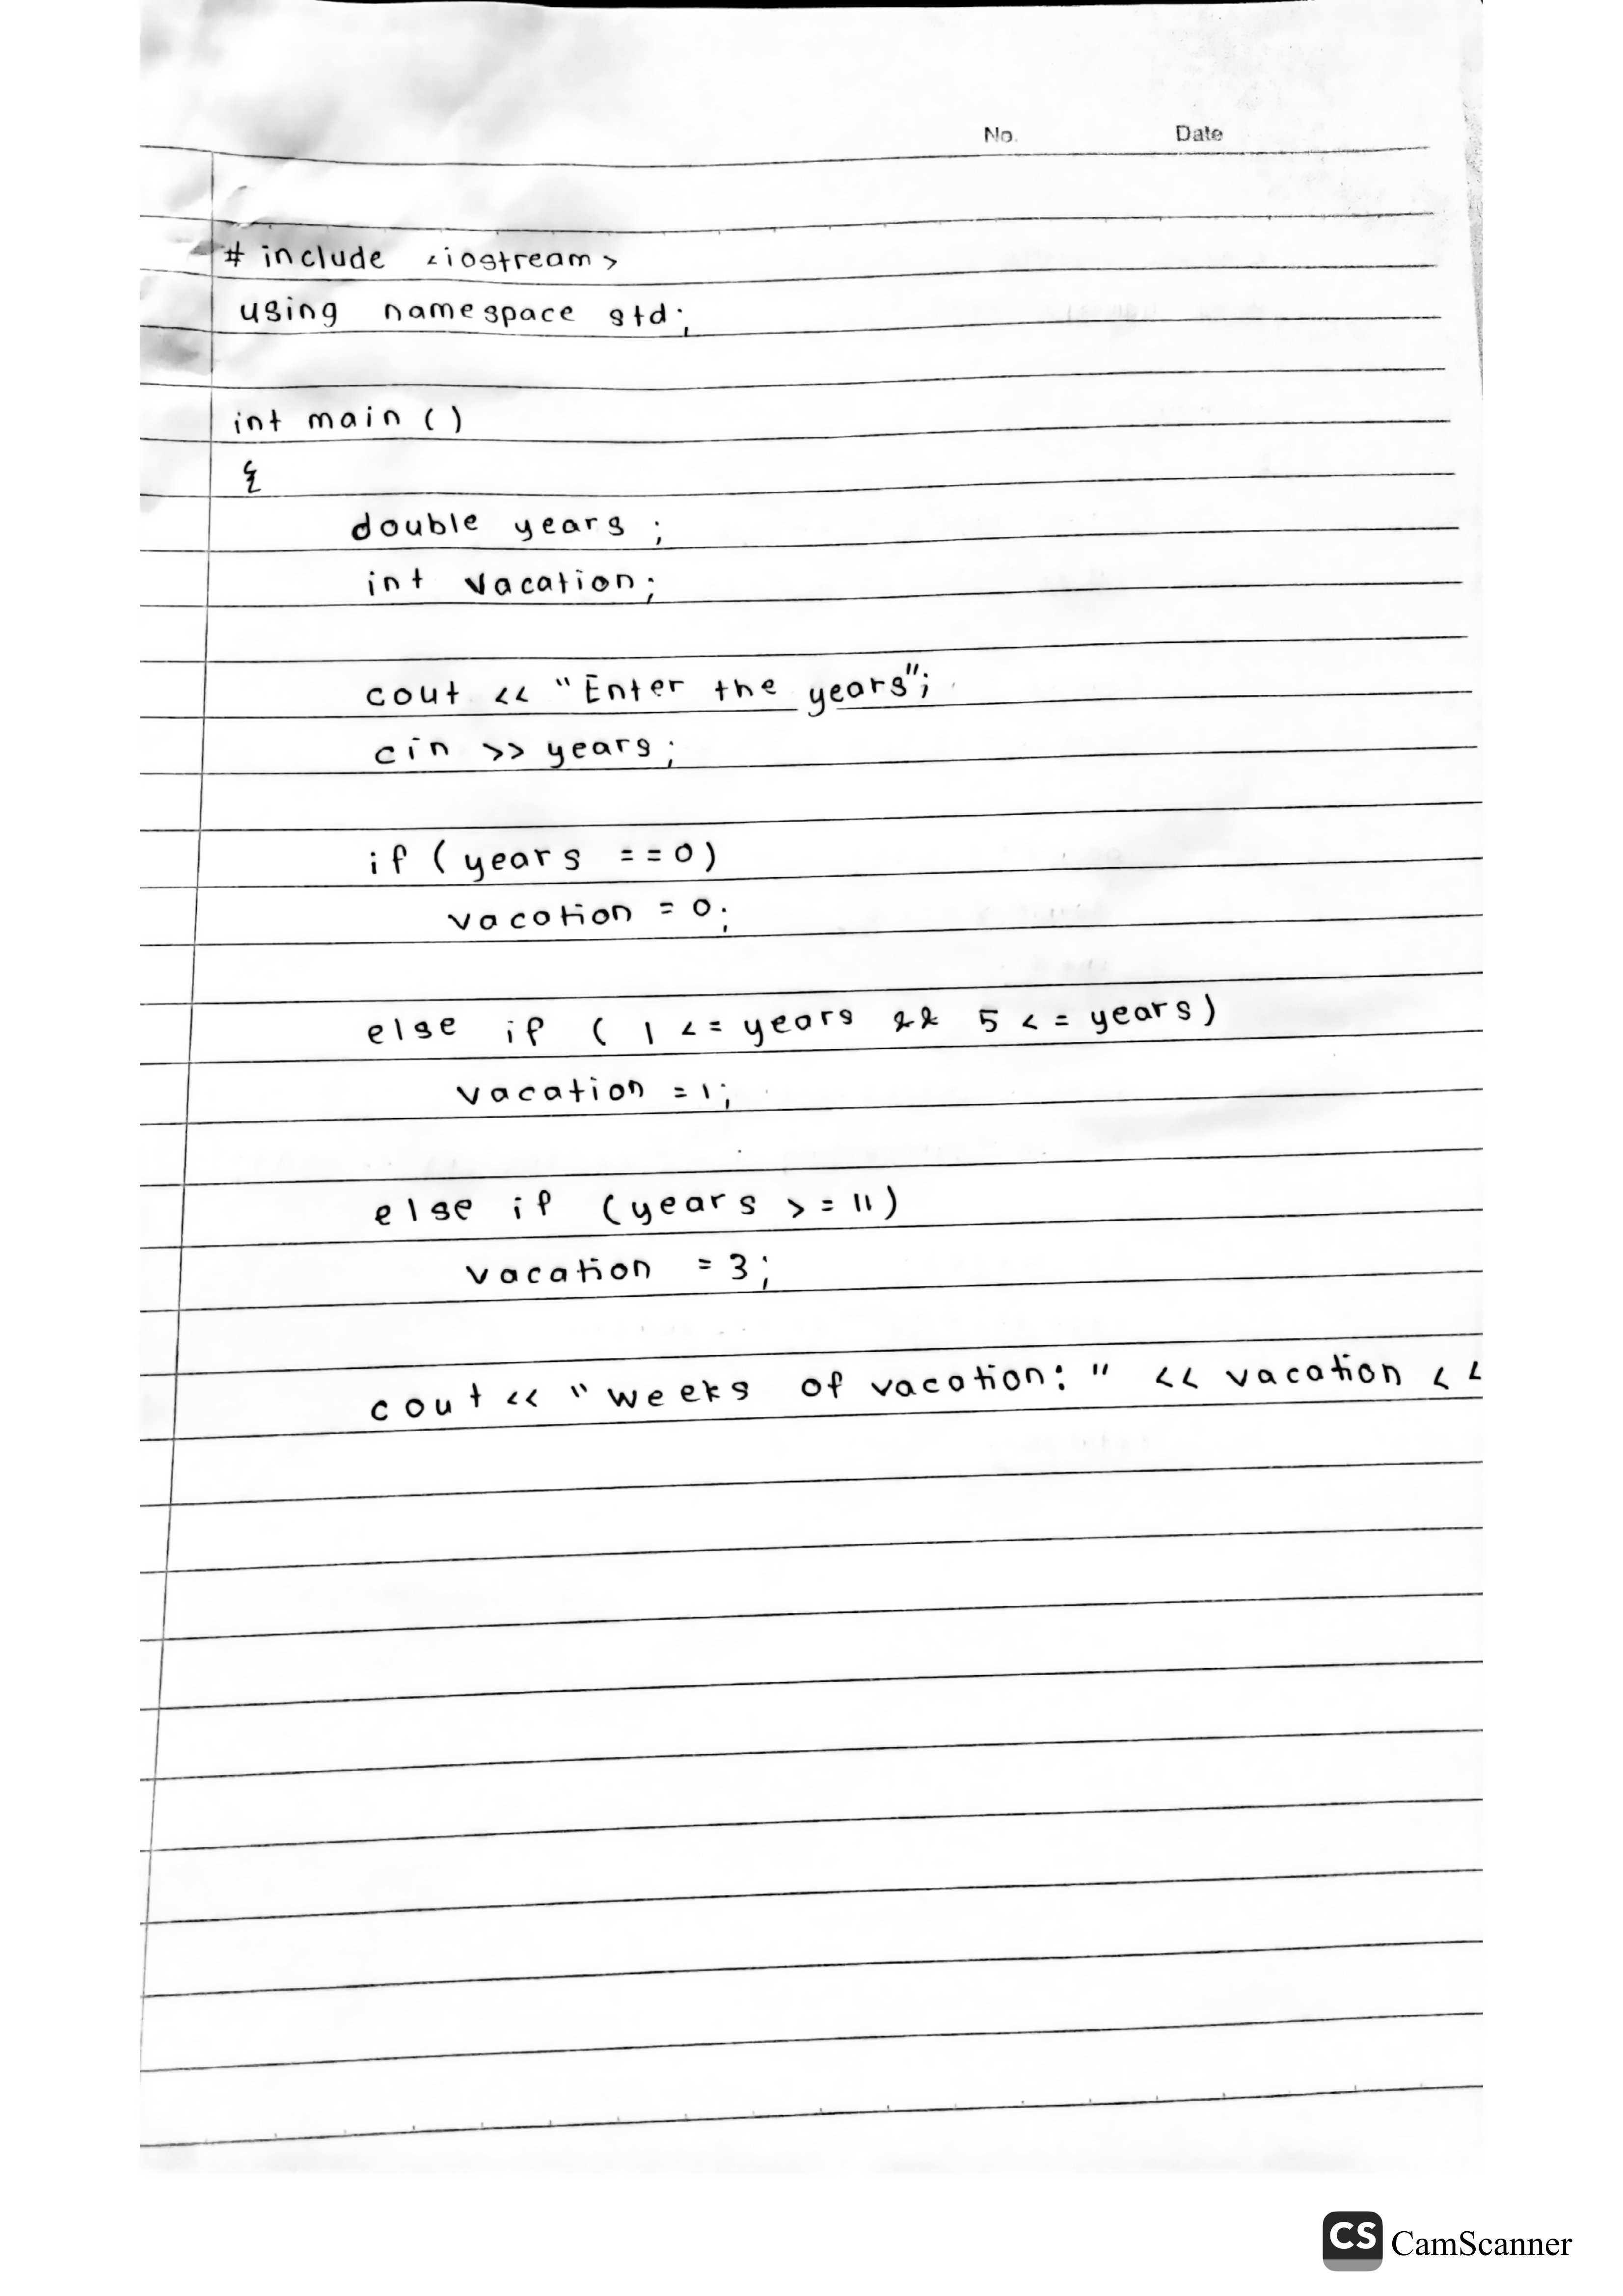 No. Date
# include <iostream>
using namespace std;
int main ()
{
double years ;
int vacation;
cout << "Enter the years";
cin >> years;
if ( years == 0)
vacation = 0;
else if ( 1 <= years && 5 <= years)
vacation = 1;
else if (years >= 11)
vacation = 3;
cout << "weeks of vacation: " << vacation <<
CS CamScanner